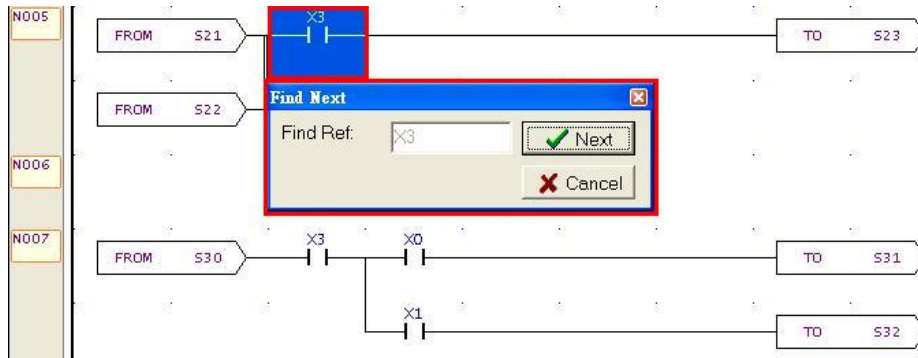 N005
X3
FROM S21
TO S23
Find Next
FROM S22
Find Ref:
X3
Next
N006
Cancel
N007
X3
X0
FROM S30
TO S31
X1
TO S32